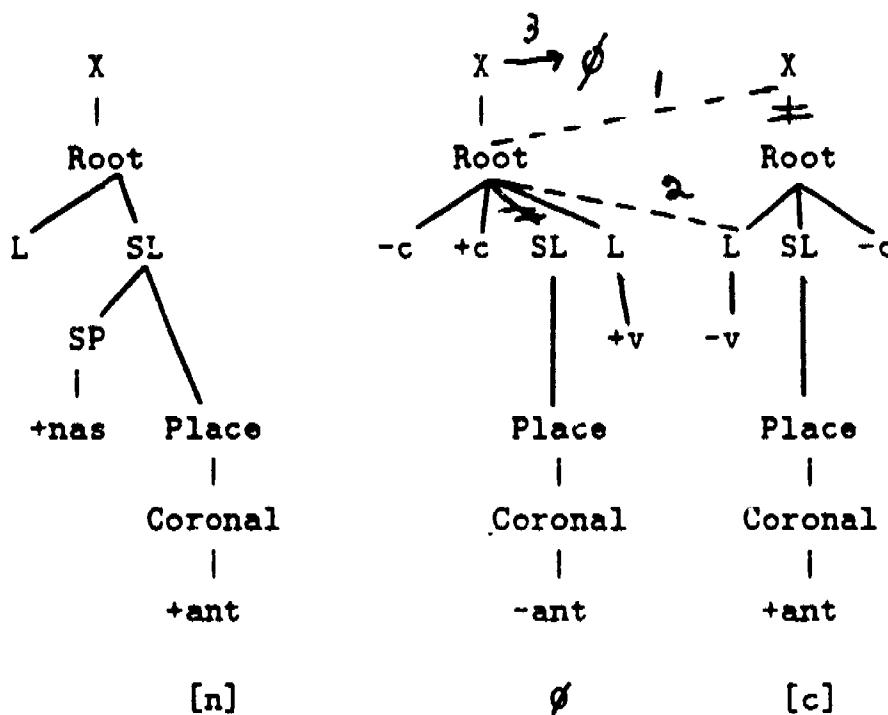 3
X X → ∅ X
1
Root Root Root
2
L SL -c +c SL L L SL -c
SP +v -v
+nas Place Place Place
Coronal Coronal Coronal
+ant -ant +ant
[n] ∅ [c]